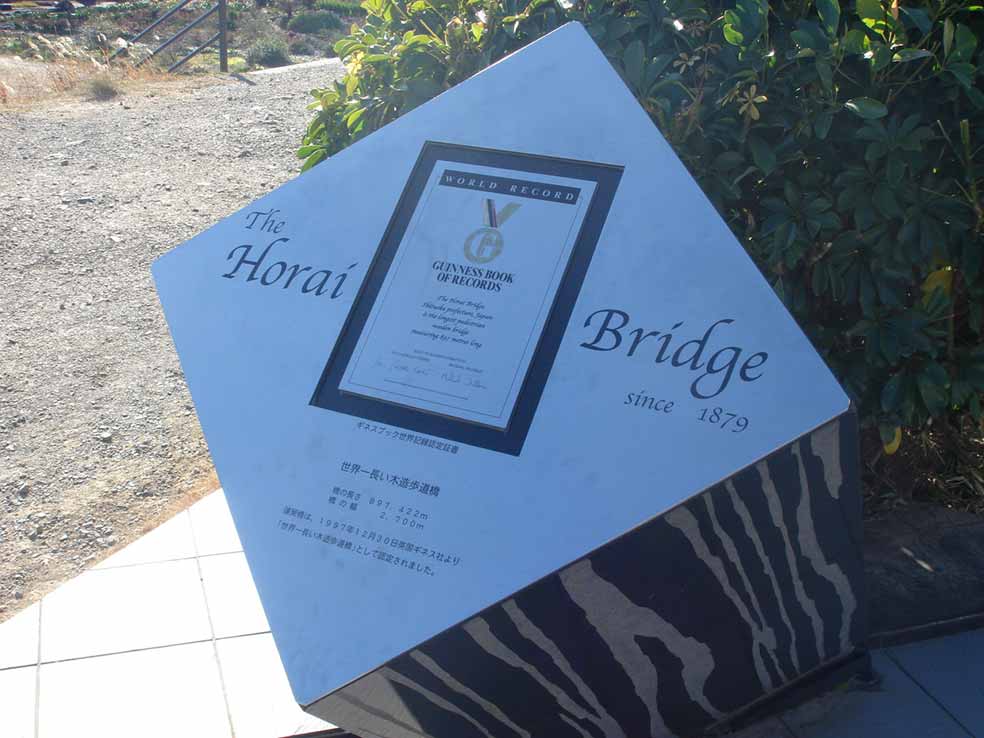 The
Horai
WORLD RECORD
GUINNESS BOOK
OF RECORDS
The Horai Bridge
Shizuoka prefecture, Japan
is the longest pedestrian
wooden bridge
measuring 897 metres long
Bridge
since 1879
ギネスブック世界記録認定証書
世界一長い木造歩道橋
橋の長さ 897.422m
橋の幅 2.700m
蓬莱橋は、1997年12月30日英国ギネス社より
「世界一長い木造歩道橋」として認定されました。